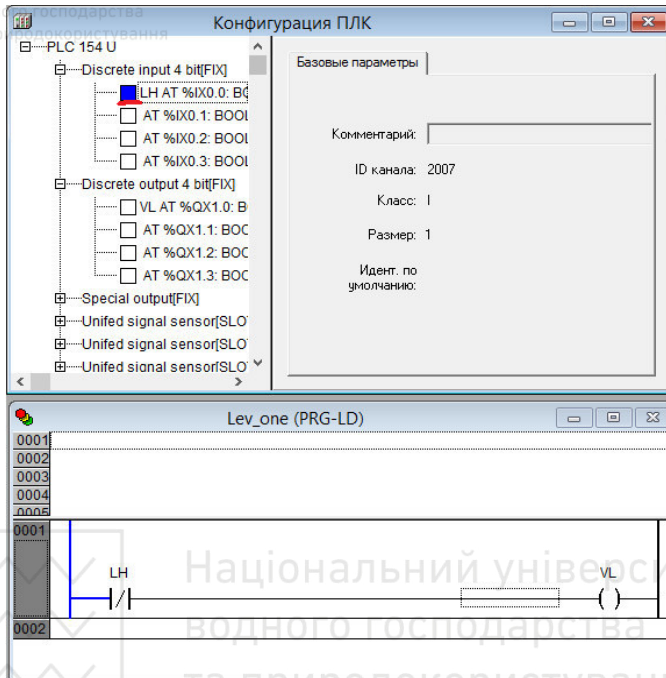 господарства
природокористування
Конфигурация ПЛК
PLC 154 U
Discrete input 4 bit[FIX]
LH AT %IX0.0: BO
AT %IX0.1: BOOL
AT %IX0.2: BOOL
AT %IX0.3: BOOL
Discrete output 4 bit[FIX]
VL AT %QX1.0: B
AT %QX1.1: BOO
AT %QX1.2: BOO
AT %QX1.3: BOO
Special output[FIX]
Unifed signal sensor[SLO
Unifed signal sensor[SLO
Unifed signal sensor[SLO
Базовые параметры
Комментарий:
ID канала: 2007
Класс: I
Размер: 1
Идент. по
умолчанию:
Lev_one (PRG-LD)
0001
0002
0003
0004
0005
0001
LH
VL
Національний універси
0002
водного господарства
та природокористуван